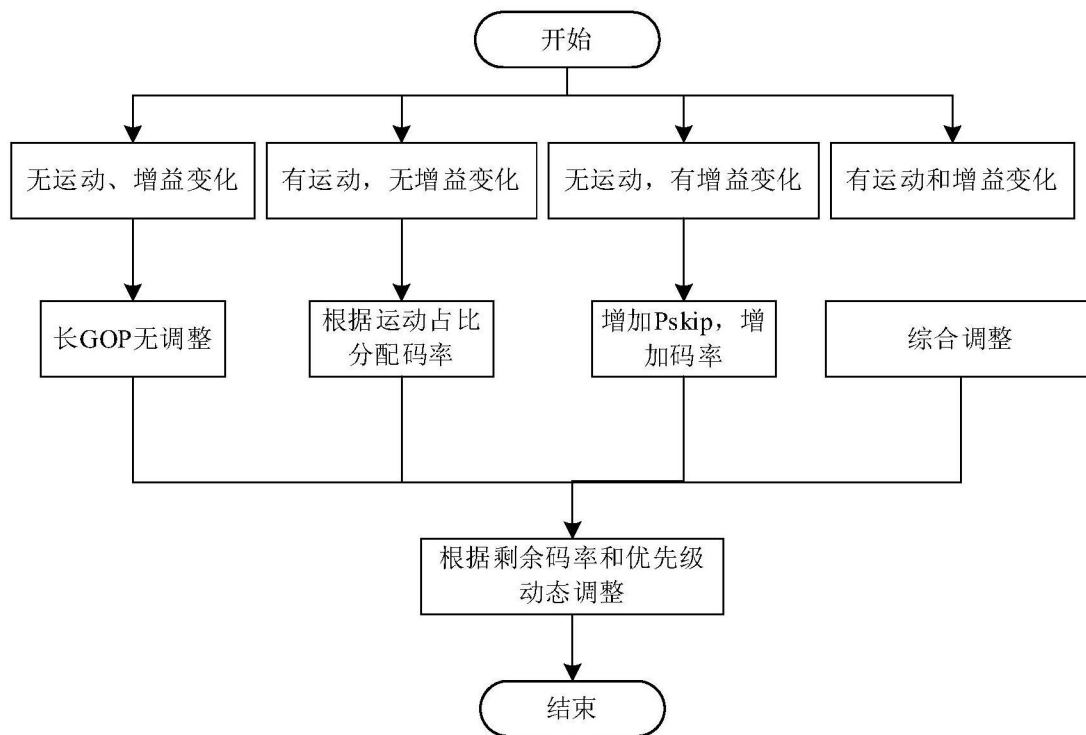 开始
无运动、增益变化
有运动，无增益变化
无运动，有增益变化
有运动和增益变化
长GOP无调整
根据运动占比
分配码率
增加Pskip，增
加码率
综合调整
根据剩余码率和优先级
动态调整
结束